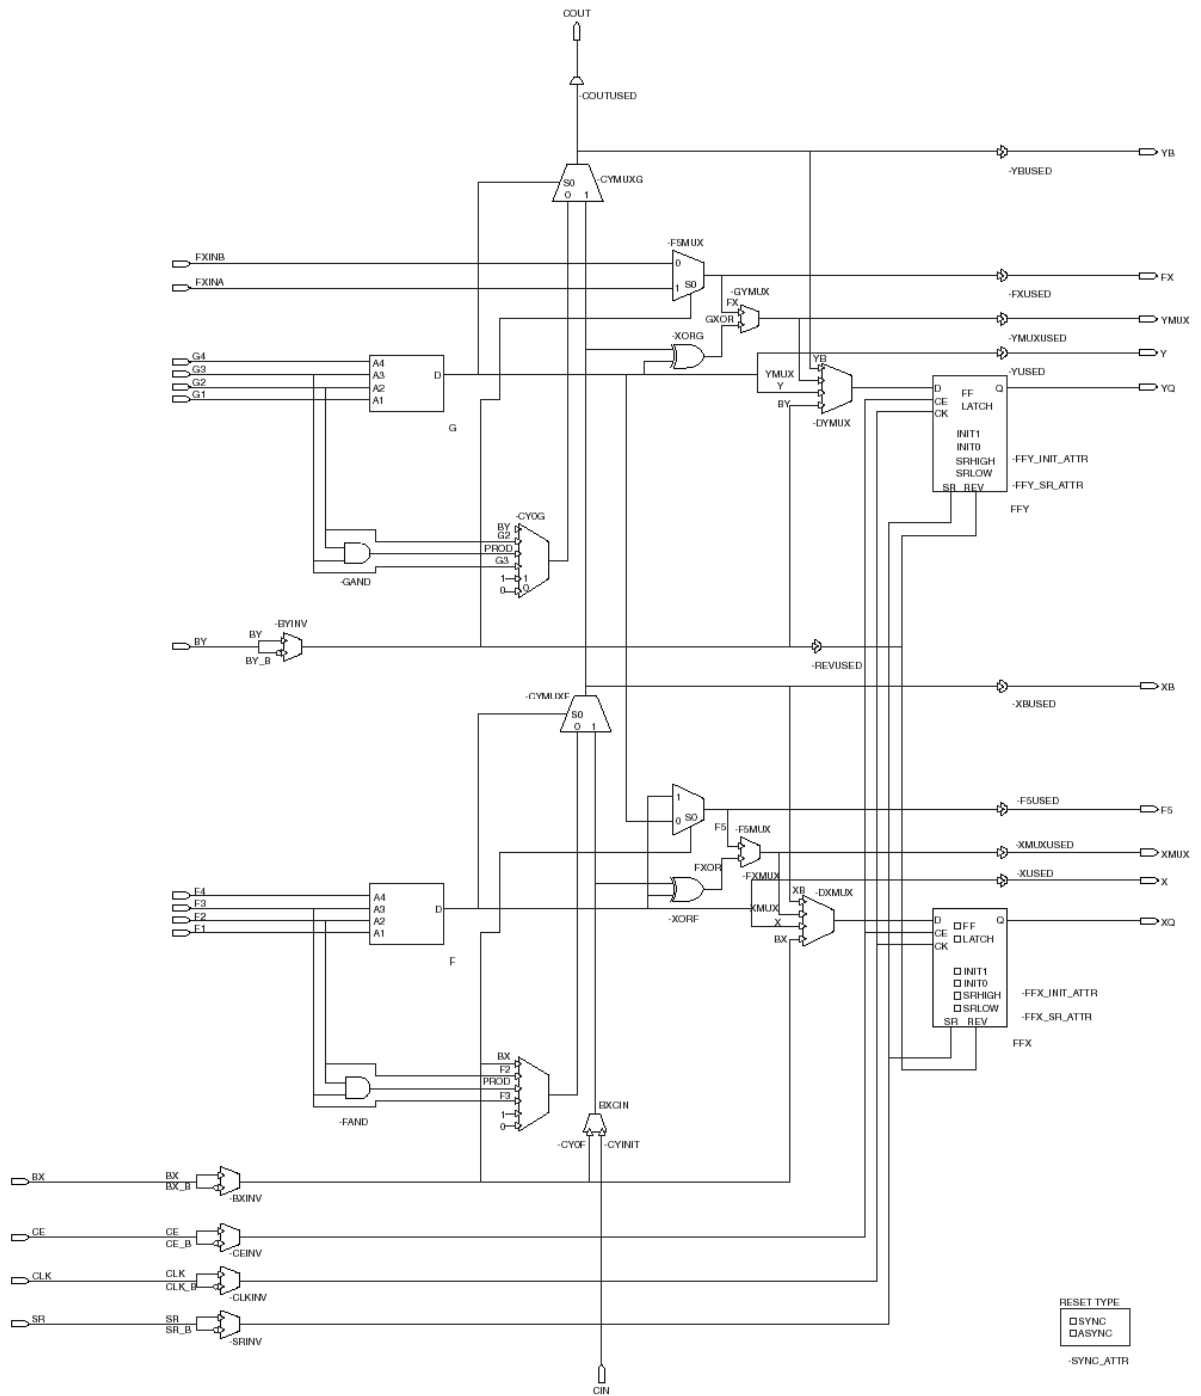 COUT
-COUTUSED
YB
-YBUSED
S0
-CYMUXG
0 1
-F5MUX
FXINB
0
FX
FXINA
1 S0
-FXUSED
-GYMUX
FX
GXOR
YMUX
-YMUXUSED
-XORG
Y
-YUSED
G4
G3
G2
G1
A4
A3
A2
A1
D
G
YB
YMUX
Y
BY
-DYMUX
D
CE
CK
FF
LATCH
Q
YQ
INIT1
INIT0
SRHIGH
SRLOW
SR REV
-FFY_INIT_ATTR
-FFY_SR_ATTR
FFY
-CY0G
BY
G2
PROD
G3
1 1
0 0
-GAND
BY
BY
BY_B
-BYINV
-REVUSED
XB
-XBUSED
-CYMUXF
S0
0 1
1
0 S0
-F5USED
F5
F5
-F5MUX
-XMUXUSED
XMUX
FXOR
-FXMUX
-XUSED
X
-XORF
F4
F3
F2
F1
A4
A3
A2
A1
D
F
XB
-DXMUX
XMUX
X
BX
D
CE
CK
FF
LATCH
Q
XQ
INIT1
INIT0
SRHIGH
SRLOW
SR REV
-FFX_INIT_ATTR
-FFX_SR_ATTR
FFX
BX
F2
PROD
F3
1
0
-FAND
BXCIN
-CY0F
-CYINIT
BX
BX
BX_B
-BXINV
CE
CE
CE_B
-CEINV
CLK
CLK
CLK_B
-CLKINV
SR
SR
SR_B
-SRINV
RESET TYPE
SYNC
ASYNC
-SYNC_ATTR
CIN